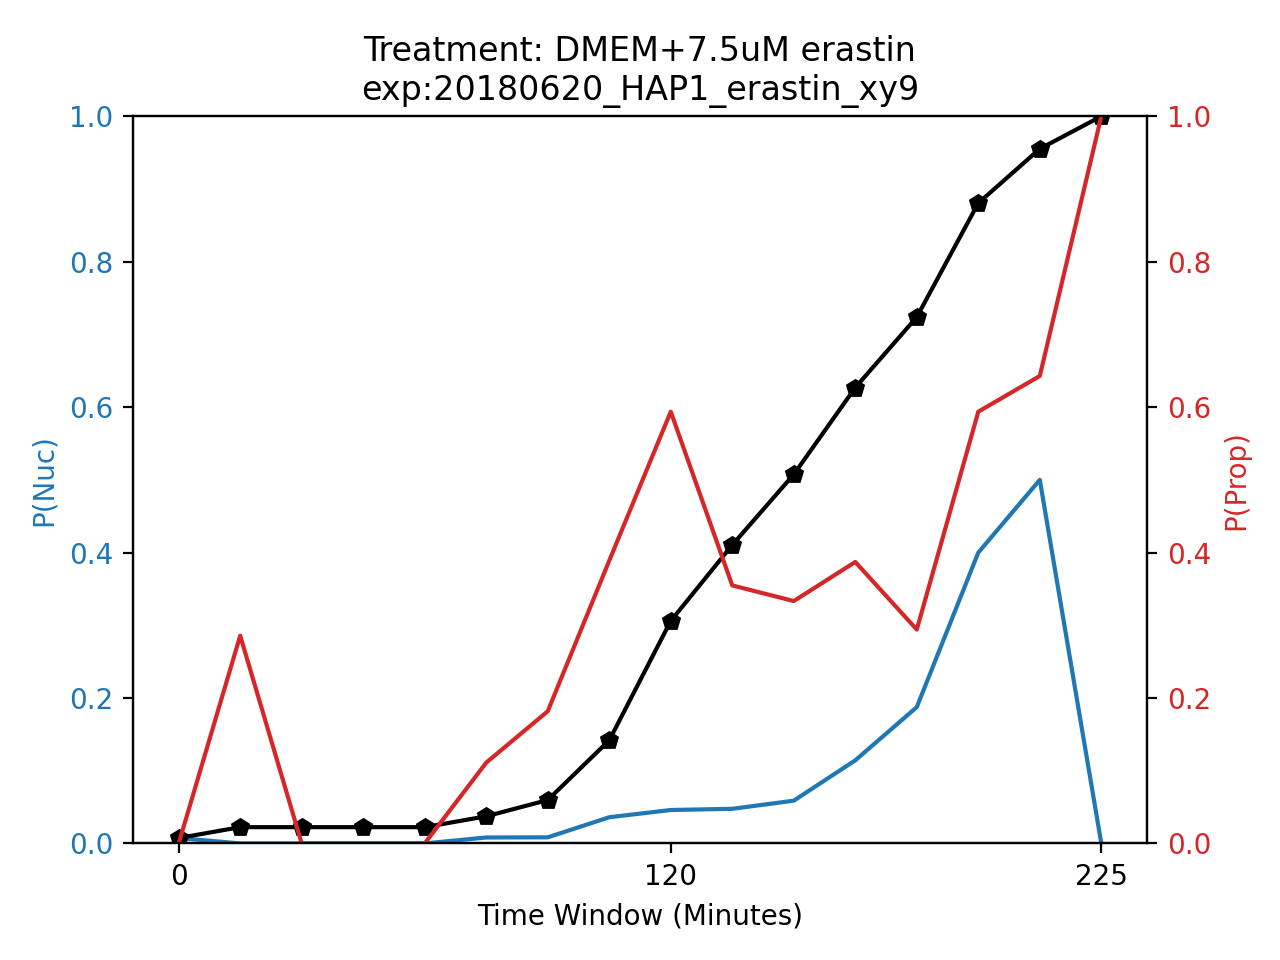 Treatment: DMEM+7.5uM erastin
exp:20180620_HAP1_erastin_xy9
1.0
0.8
0.6
0.4
0.2
0.0
P(Nuc)
1.0
0.8
0.6
0.4
0.2
0.0
P(Prop)
0 120 225
Time Window (Minutes)